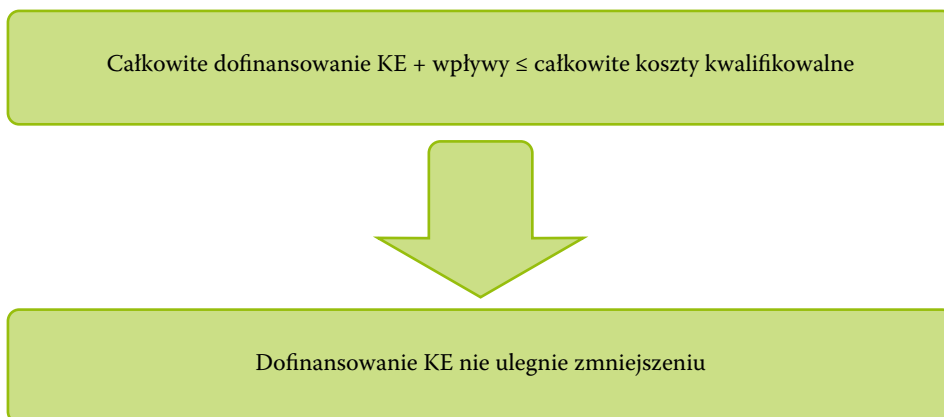 Całkowite dofinansowanie KE + wpływy ≤ całkowite koszty kwalifikowalne
Dofinansowanie KE nie ulegnie zmniejszeniu